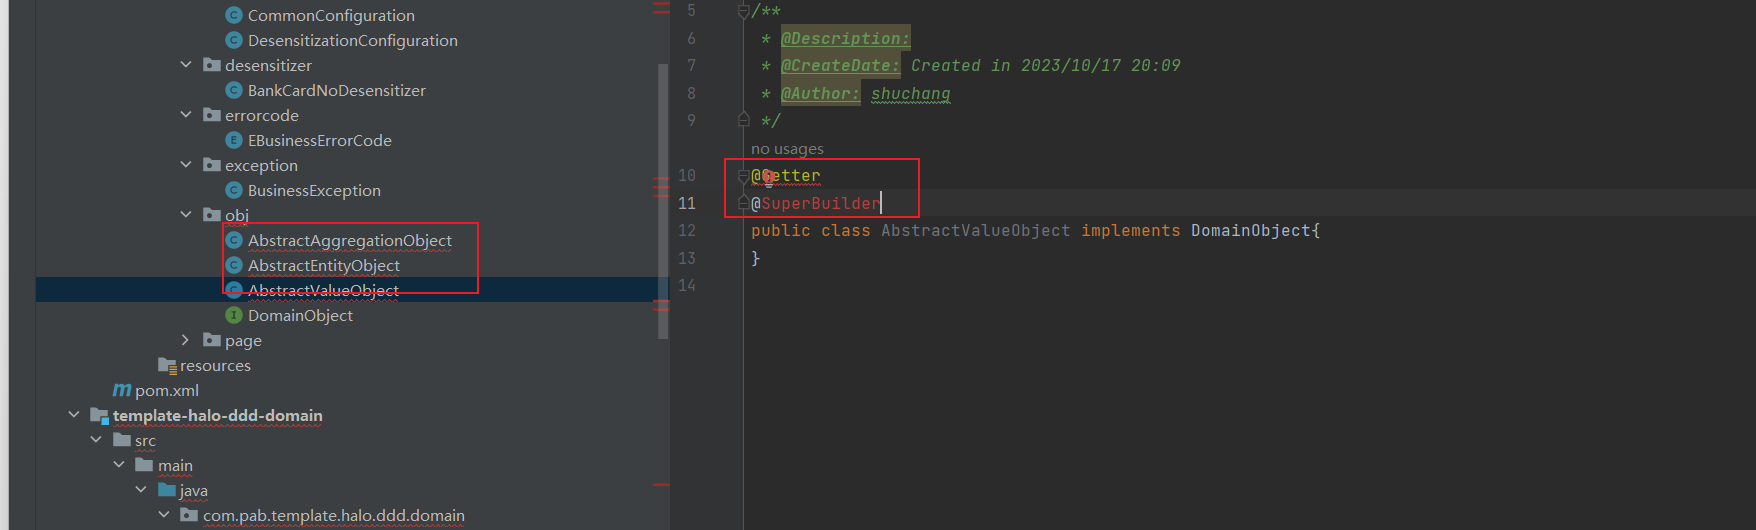 CommonConfiguration
DesensitizationConfiguration
desensitizer
BankCardNoDesensitizer
errorcode
EBusinessErrorCode
exception
BusinessException
obj
AbstractAggregationObject
AbstractEntityObject
AbstractValueObject
DomainObject
page
resources
pom.xml
template-halo-ddd-domain
src
main
java
com.pab.template.halo.ddd.domain
5 /**
6 * @Description:
7 * @CreateDate: Created in 2023/10/17 20:09
8 * @Author: shuchang
9 */
no usages
10 @Getter
11 @SuperBuilder
12 public class AbstractValueObject implements DomainObject{
13 }
14